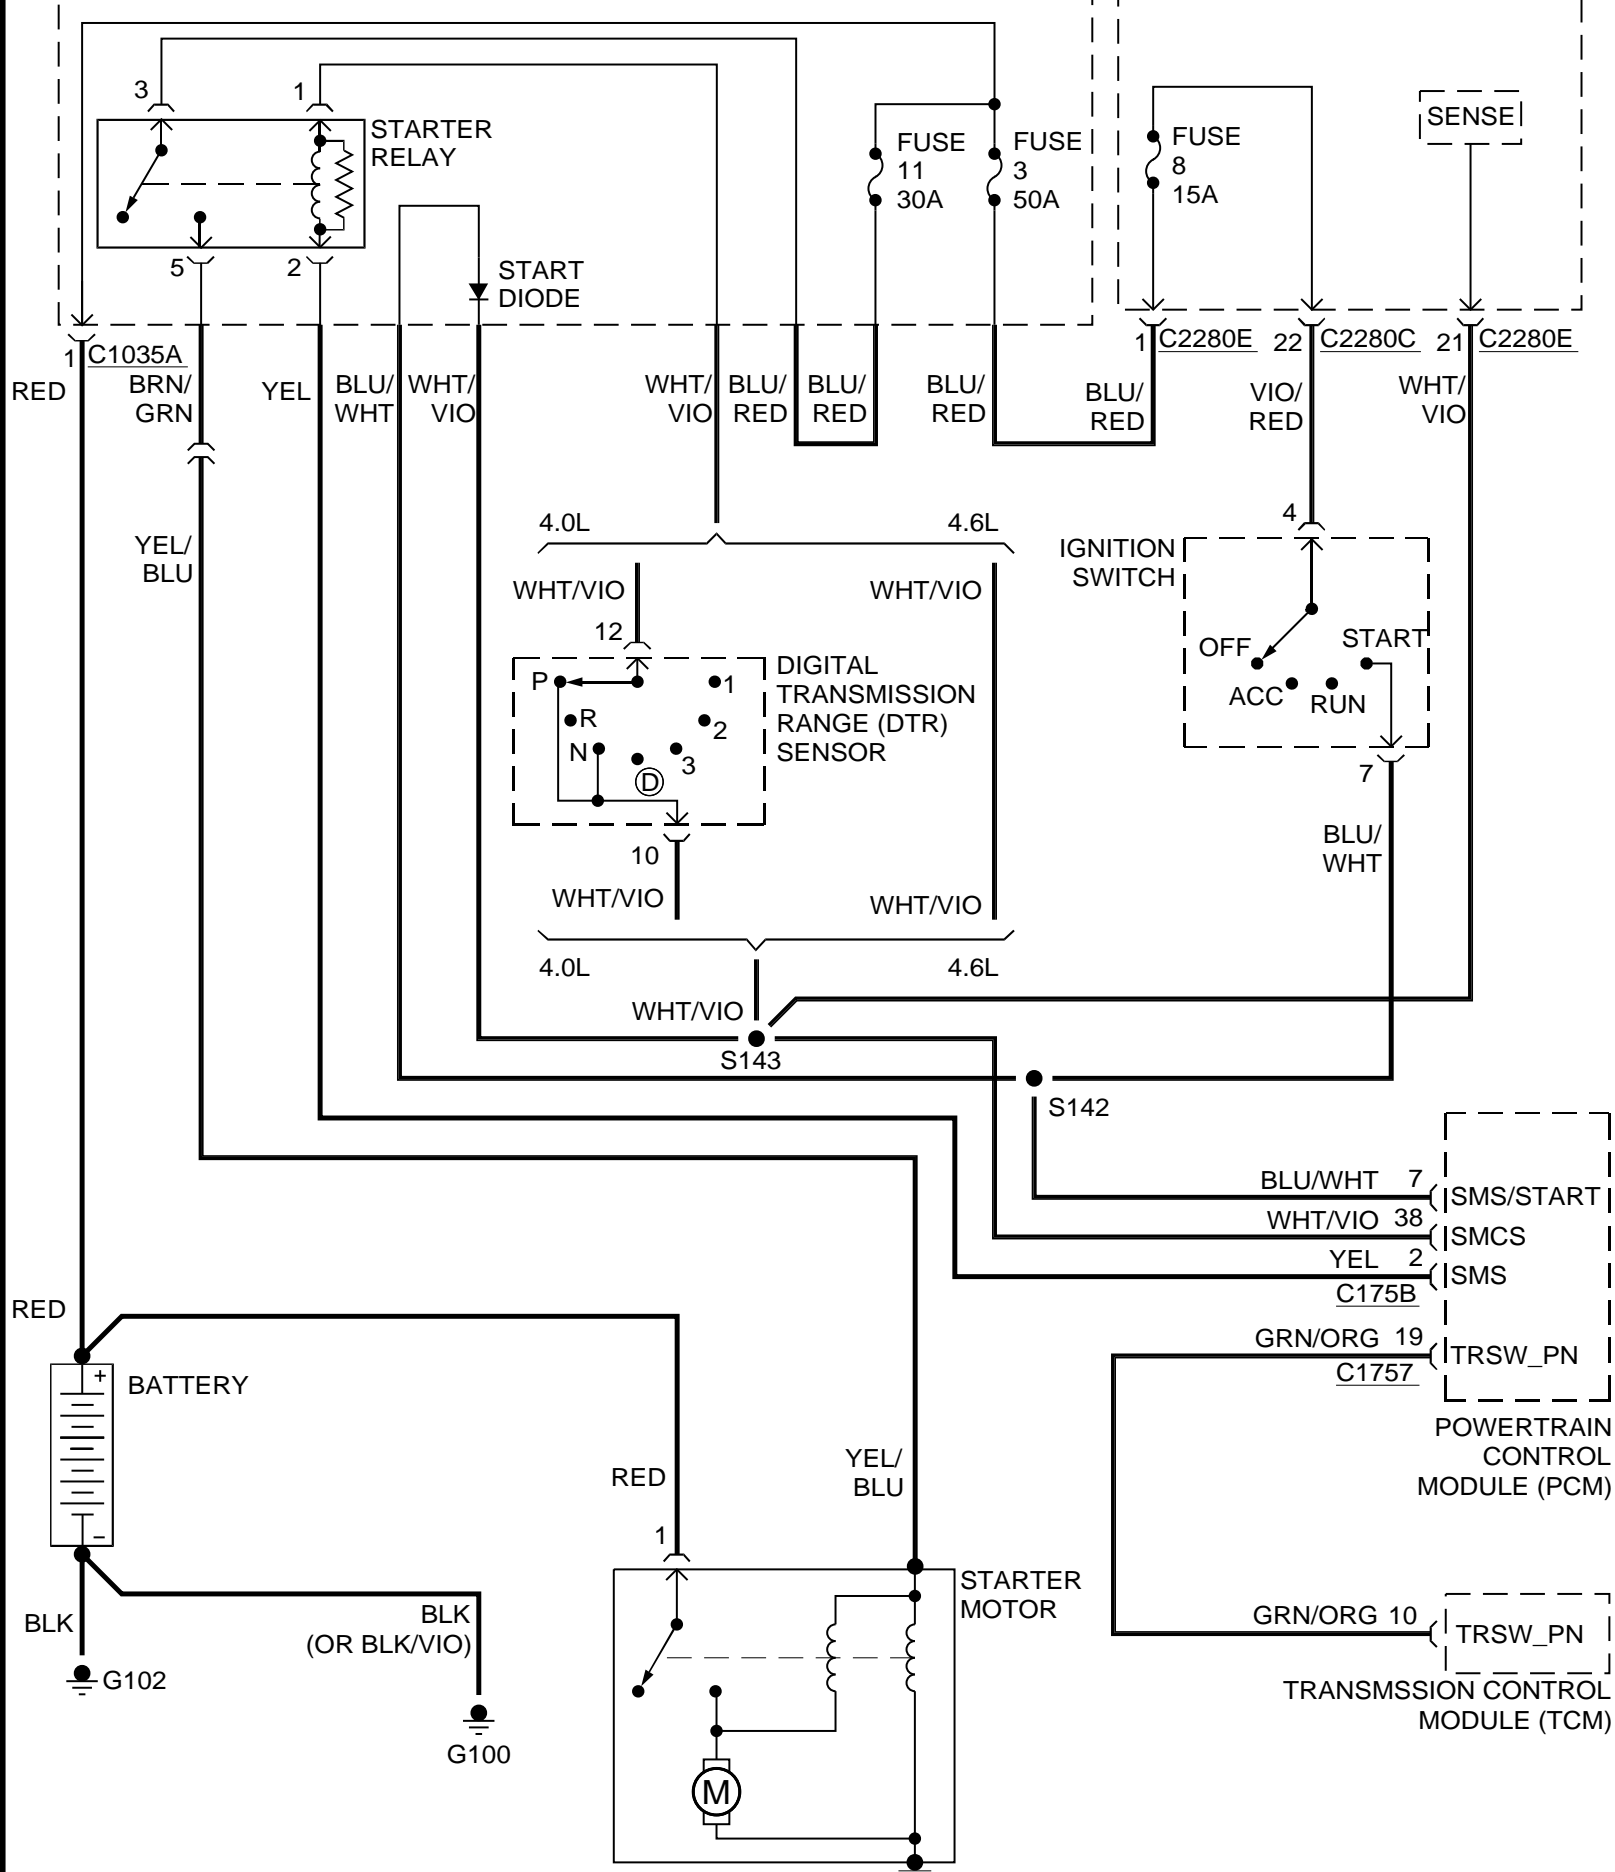 3
1
STARTER
RELAY
5
2
START
DIODE
FUSE
11
30A
FUSE
3
50A
FUSE
8
15A
SENSE
1 C1035A
1 C2280E
22 C2280C
21 C2280E
RED
BRN/
GRN
YEL
BLU/
WHT
WHT/
VIO
WHT/
VIO
BLU/
RED
BLU/
RED
BLU/
RED
BLU/
RED
VIO/
RED
WHT/
VIO
YEL/
BLU
4.0L
4.6L
WHT/VIO
WHT/VIO
12
P
R
N
D
3
2
1
DIGITAL
TRANSMISSION
RANGE (DTR)
SENSOR
10
WHT/VIO
WHT/VIO
4.0L
4.6L
WHT/VIO
S143
4
IGNITION
SWITCH
OFF
ACC
RUN
START
7
BLU/
WHT
S142
BLU/WHT 7 SMS/START
WHT/VIO 38 SMCS
YEL 2 SMS
C175B
GRN/ORG 19 TRSW_PN
C1757
POWERTRAIN
CONTROL
MODULE (PCM)
RED
+
BATTERY
–
BLK
G102
BLK
(OR BLK/VIO)
G100
RED
1
YEL/
BLU
STARTER
MOTOR
M
GRN/ORG 10 TRSW_PN
TRANSMSSION CONTROL
MODULE (TCM)